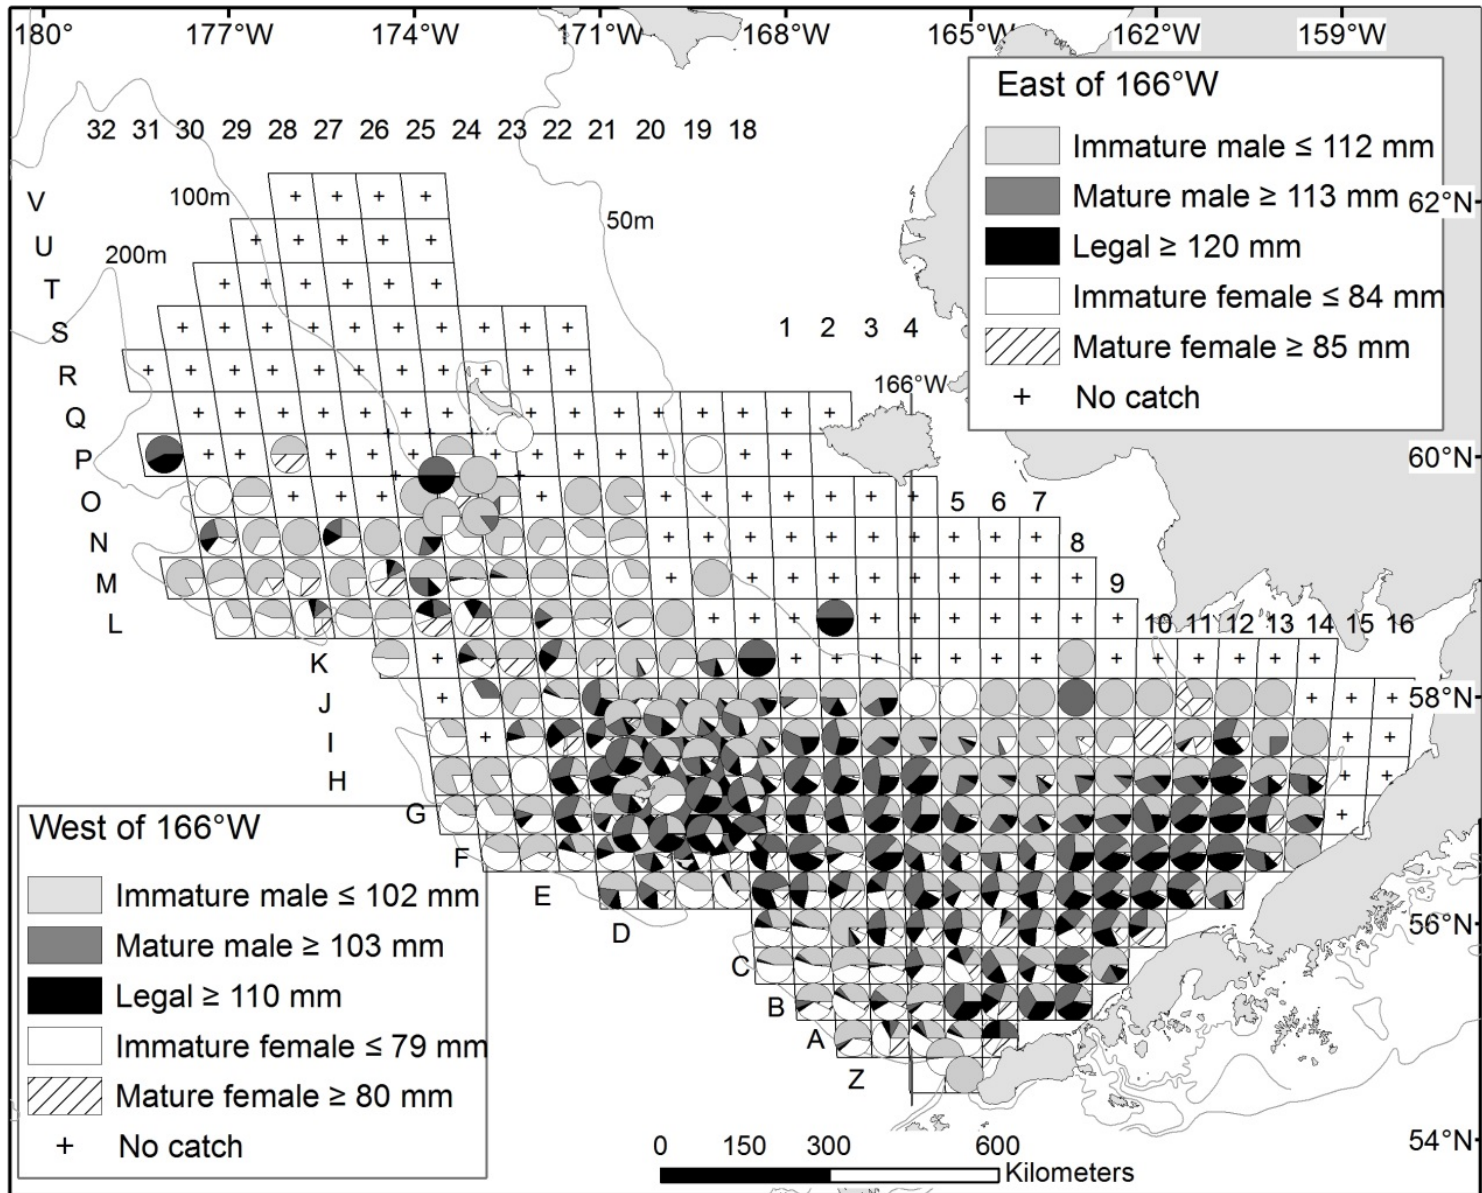 180° 177°W 174°W 171°W 168°W 165°W 162°W 159°W
East of 166°W
Immature male ≤ 112 mm
Mature male ≥ 113 mm
Legal ≥ 120 mm
Immature female ≤ 84 mm
Mature female ≥ 85 mm
+ No catch
32 31 30 29 28 27 26 25 24 23 22 21 20 19 18
100m
50m
200m
62°N
60°N
58°N
56°N
54°N
1 2 3 4
166°W
5 6 7
8
9
10 11 12 13 14 15 16
V
U
T
S
R
Q
P
O
N
M
L
K
J
I
H
G
F
E
D
C
B
A
Z
West of 166°W
Immature male ≤ 102 mm
Mature male ≥ 103 mm
Legal ≥ 110 mm
Immature female ≤ 79 mm
Mature female ≥ 80 mm
+ No catch
0 150 300 600
Kilometers